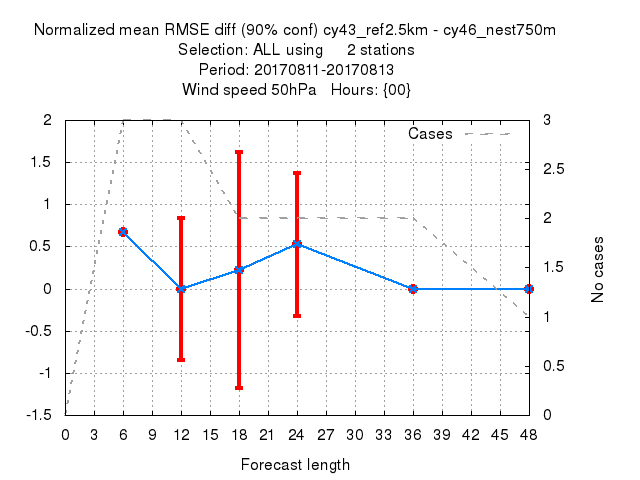 Normalized mean RMSE diff (90% conf) cy43_ref2.5km - cy46_nest750m
Selection: ALL using 2 stations
Period: 20170811-20170813
Wind speed 50hPa Hours: {00}
Cases
2
1.5
1
0.5
0
-0.5
-1
-1.5
3
2.5
2
1.5
1
0.5
0
No cases
0 3 6 9 12 15 18 21 24 27 30 33 36 39 42 45 48
Forecast length